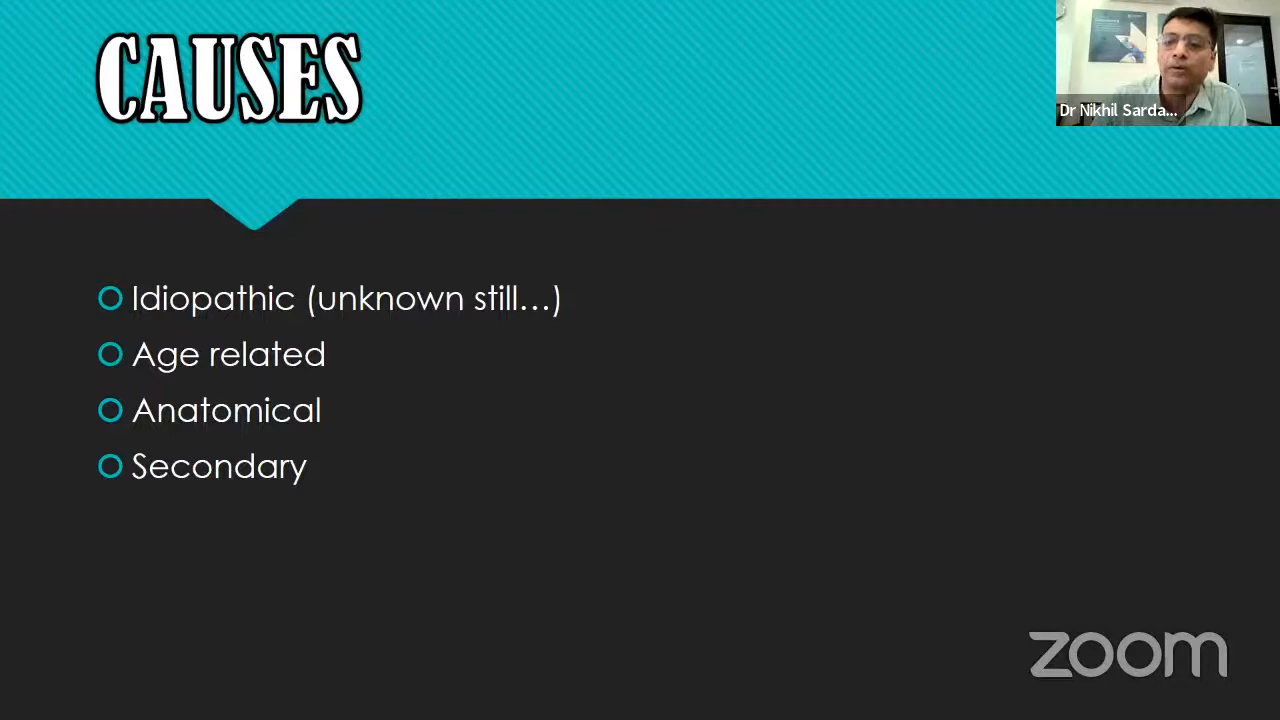 CAUSES
Dr Nikhil Sarda...
Idiopathic (unknown still…)
Age related
Anatomical
Secondary
zoom